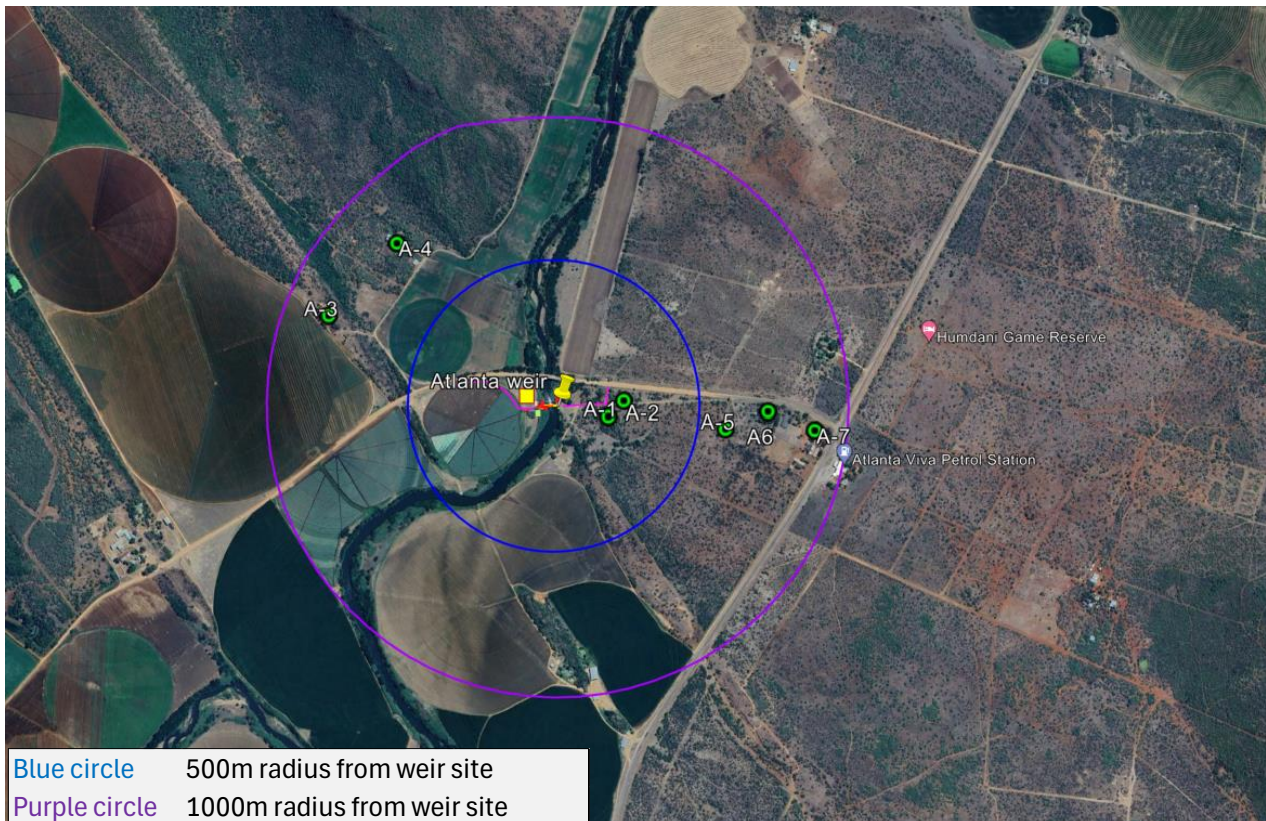 A-4
A-3
Humdani Game Reserve
Atlanta weir
A-1
A-2
A-5
A6
A-7
Atlanta Viva Petrol Station
Blue circle 500m radius from weir site
Purple circle 1000m radius from weir site